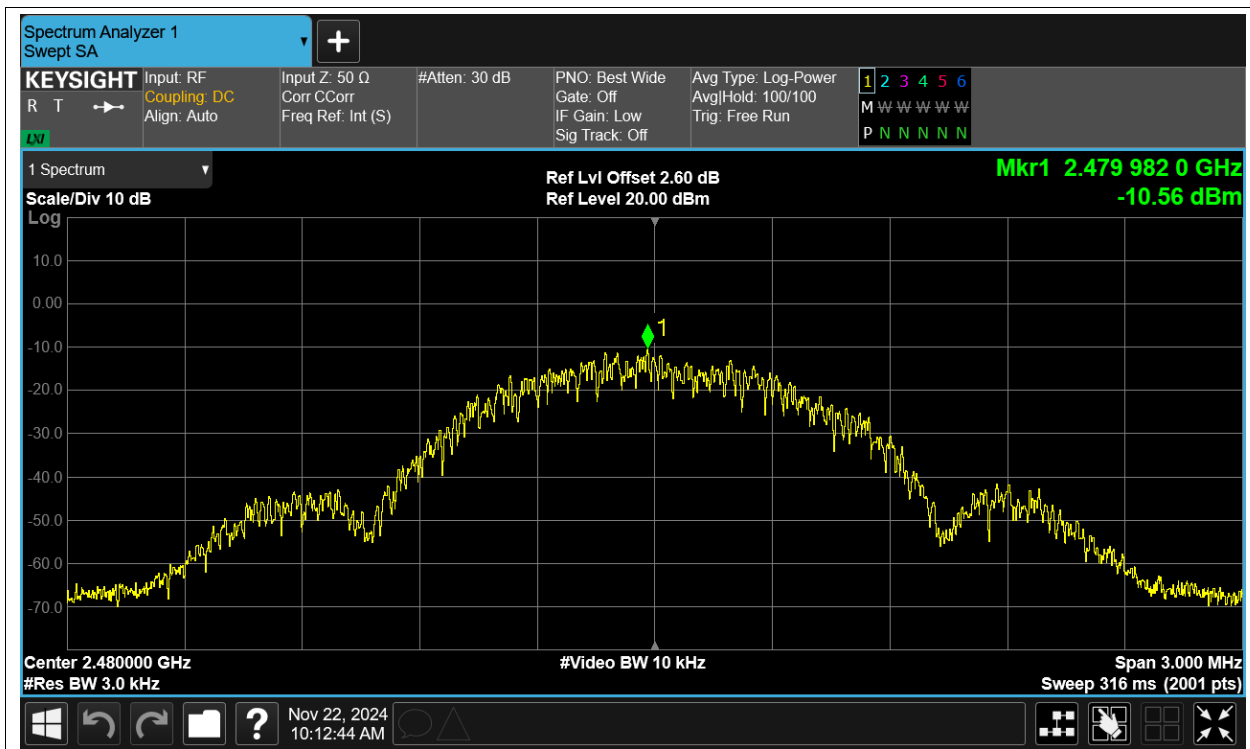 Spectrum Analyzer 1
Swept SA
KEYSIGHT
R T
LXI
Input: RF
Coupling: DC
Align: Auto
Input Z: 50 Ω
Corr CCorr
Freq Ref: Int (S)
#Atten: 30 dB
PNO: Best Wide
Gate: Off
IF Gain: Low
Sig Track: Off
Avg Type: Log-Power
Avg|Hold: 100/100
Trig: Free Run
1 2 3 4 5 6
M W W W W W W
P N N N N N
1 Spectrum
Scale/Div 10 dB
Ref Lvl Offset 2.60 dB
Ref Level 20.00 dBm
Mkr1 2.479 982 0 GHz
-10.56 dBm
Log
10.0
0.00
-10.0
-20.0
-30.0
-40.0
-50.0
-60.0
-70.0
1
Center 2.480000 GHz
#Video BW 10 kHz
Span 3.000 MHz
#Res BW 3.0 kHz
Sweep 316 ms (2001 pts)
?
Nov 22, 2024
10:12:44 AM